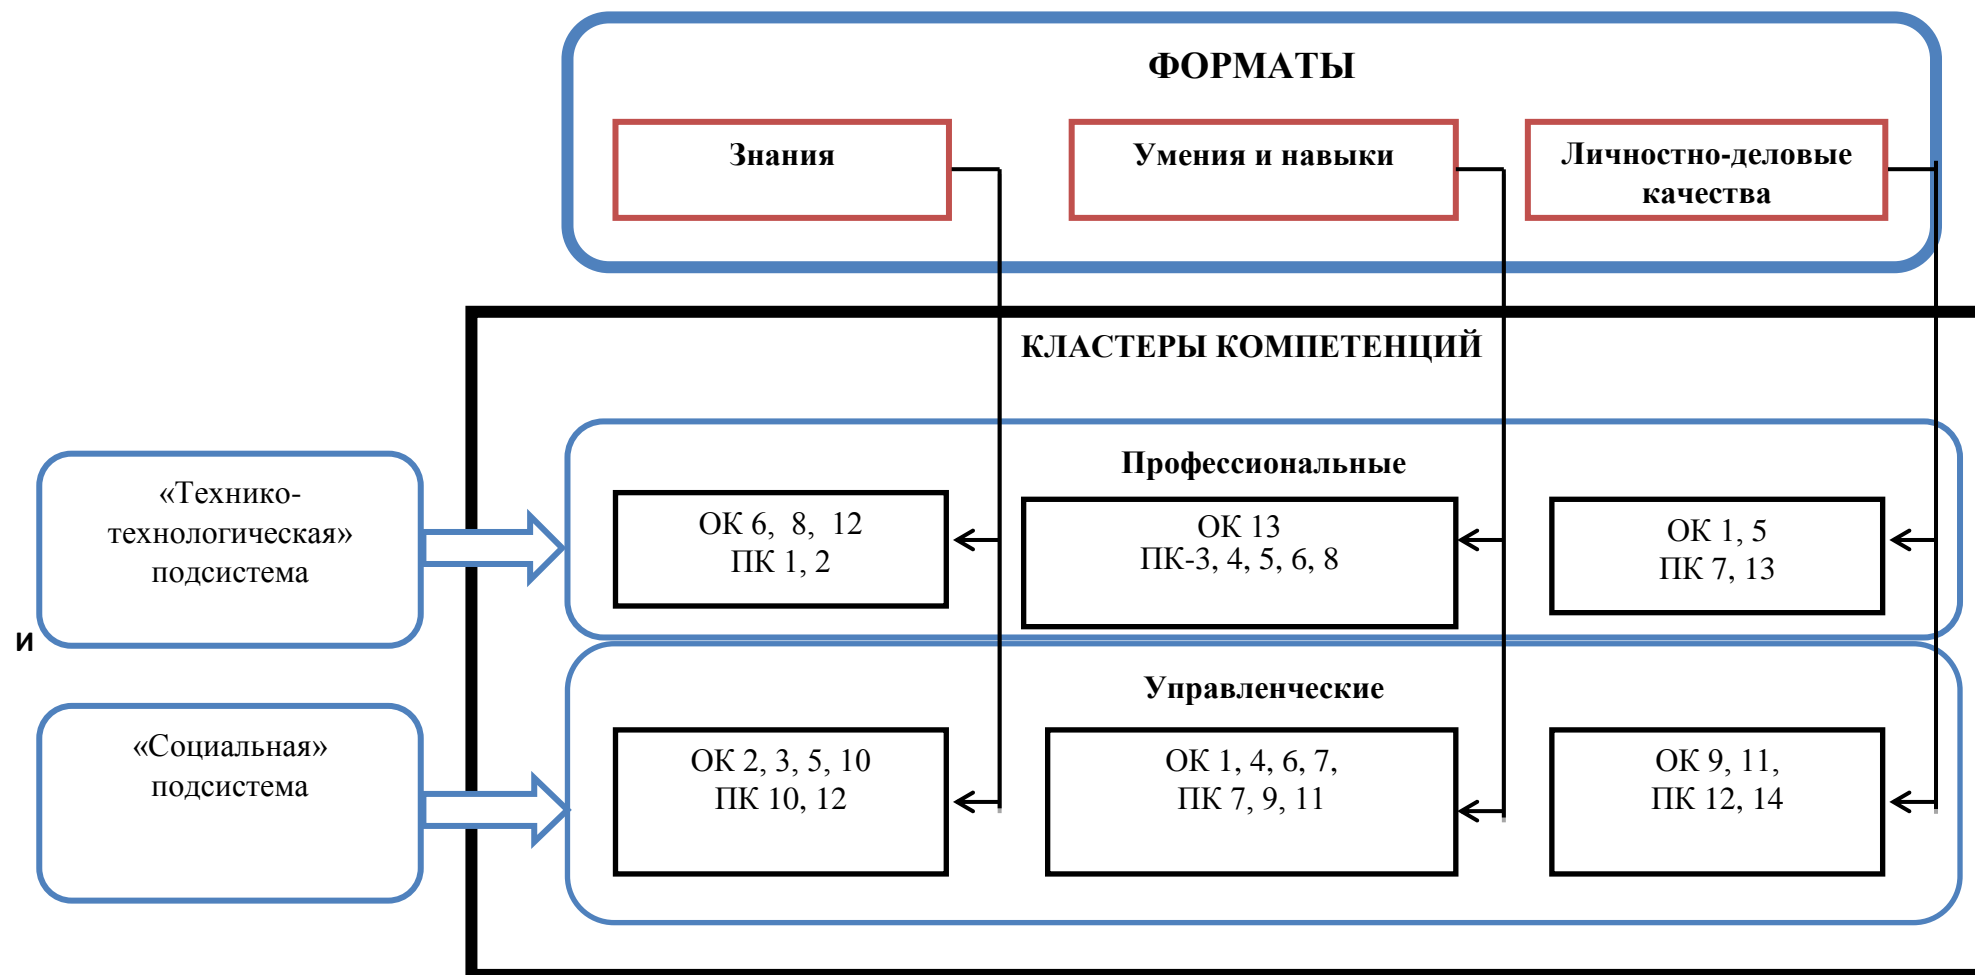 ФОРМАТЫ
Знания
Умения и навыки
Личностно-деловые
качества
КЛАСТЕРЫ КОМПЕТЕНЦИЙ
«Технико-
технологическая»
подсистема
Профессиональные
ОК 6, 8, 12
ПК 1, 2
ОК 13
ПК-3, 4, 5, 6, 8
ОК 1, 5
ПК 7, 13
и
«Социальная»
подсистема
Управленческие
ОК 2, 3, 5, 10
ПК 10, 12
ОК 1, 4, 6, 7,
ПК 7, 9, 11
ОК 9, 11,
ПК 12, 14